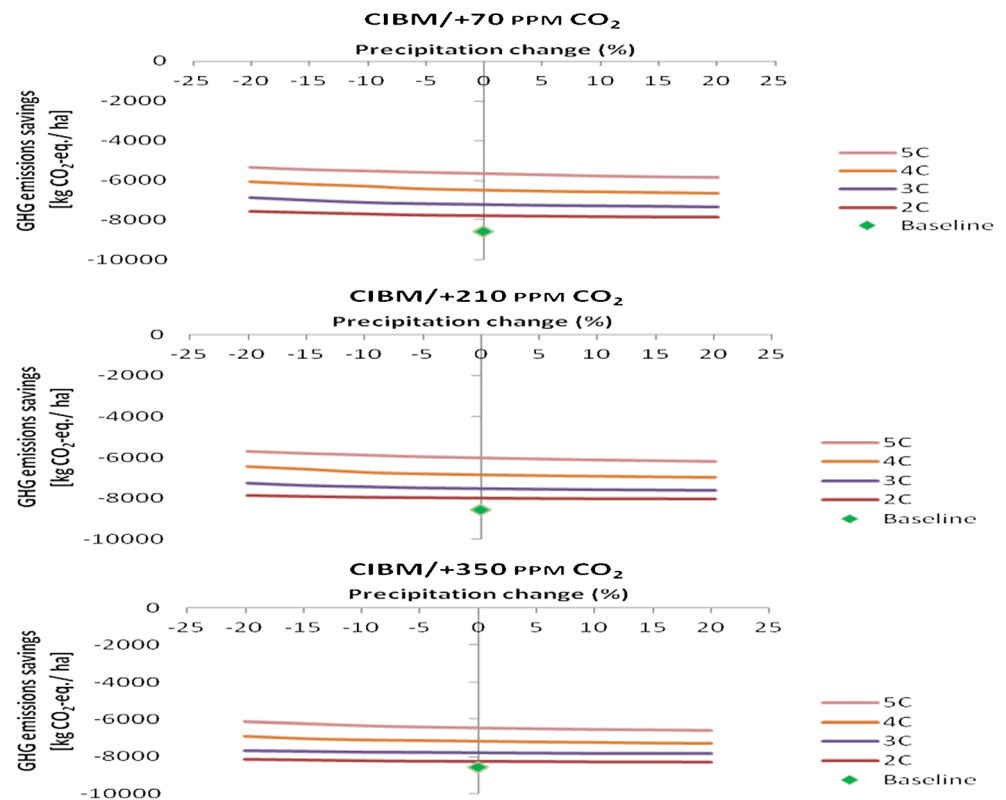 CIBM/+70 PPM CO₂
Precipitation change (%)
0
-25 -20 -15 -10 -5 0 5 10 15 20 25
-2000
-4000
-6000
-8000
-10000
GHG emissions savings
[kg CO₂-eq./ ha]
5C
4C
3C
2C
Baseline
CIBM/+210 PPM CO₂
Precipitation change (%)
0
-25 -20 -15 -10 -5 0 5 10 15 20 25
-2000
-4000
-6000
-8000
-10000
GHG emissions savings
[kg CO₂-eq./ ha]
5C
4C
3C
2C
Baseline
CIBM/+350 PPM CO₂
Precipitation change (%)
0
-25 -20 -15 -10 -5 0 5 10 15 20 25
-2000
-4000
-6000
-8000
-10000
GHG emissions savings
[kg CO₂-eq./ ha]
5C
4C
3C
2C
Baseline